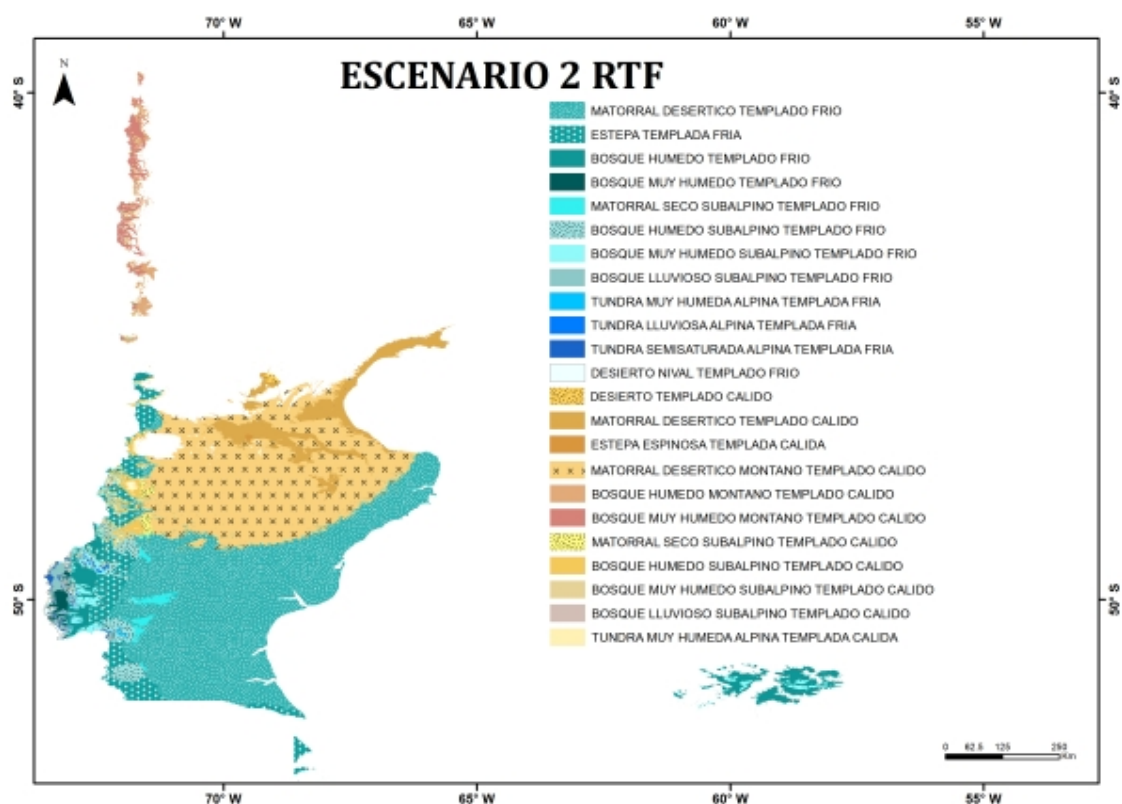 70° W
65° W
60° W
55° W
N
ESCENARIO 2 RTF
40° S
40° S
MATORRAL DESERTICO TEMPLADO FRIO
ESTEPA TEMPLADA FRIA
BOSQUE HUMEDO TEMPLADO FRIO
BOSQUE MUY HUMEDO TEMPLADO FRIO
MATORRAL SECO SUBALPINO TEMPLADO FRIO
BOSQUE HUMEDO SUBALPINO TEMPLADO FRIO
BOSQUE MUY HUMEDO SUBALPINO TEMPLADO FRIO
BOSQUE LLUVIOSO SUBALPINO TEMPLADO FRIO
TUNDRA MUY HUMEDA ALPINA TEMPLADA FRIA
TUNDRA LLUVIOSA ALPINA TEMPLADA FRIA
TUNDRA SEMISATURADA ALPINA TEMPLADA FRIA
DESIERTO NIVAL TEMPLADO FRIO
DESIERTO TEMPLADO CALIDO
MATORRAL DESERTICO TEMPLADO CALIDO
ESTEPA ESPINOSA TEMPLADA CALIDA
MATORRAL DESERTICO MONTANO TEMPLADO CALIDO
BOSQUE HUMEDO MONTANO TEMPLADO CALIDO
BOSQUE MUY HUMEDO MONTANO TEMPLADO CALIDO
MATORRAL SECO SUBALPINO TEMPLADO CALIDO
BOSQUE HUMEDO SUBALPINO TEMPLADO CALIDO
BOSQUE MUY HUMEDO SUBALPINO TEMPLADO CALIDO
BOSQUE LLUVIOSO SUBALPINO TEMPLADO CALIDO
TUNDRA MUY HUMEDA ALPINA TEMPLADA CALIDA
50° S
50° S
0 62.5 125 250
Km
70° W
65° W
60° W
55° W